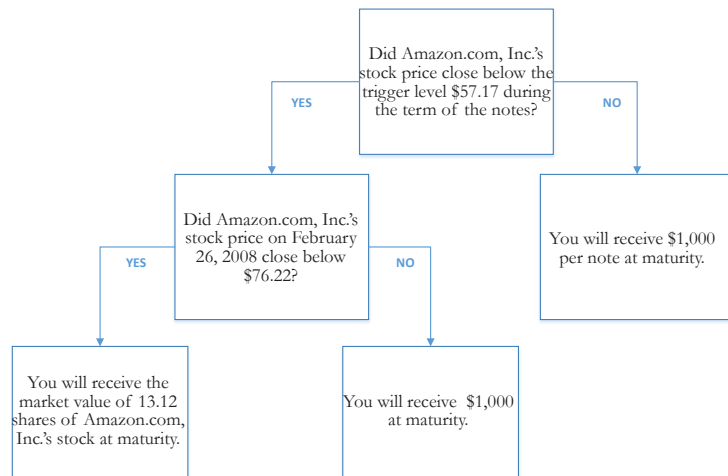 Did Amazon.com, Inc.'s
stock price close below the
trigger level $57.17 during
the term of the notes?
YES
NO
Did Amazon.com, Inc.'s
stock price on February
26, 2008 close below
$76.22?
You will receive $1,000
per note at maturity.
YES
NO
You will receive the
market value of 13.12
shares of Amazon.com,
Inc.'s stock at maturity.
You will receive $1,000
at maturity.